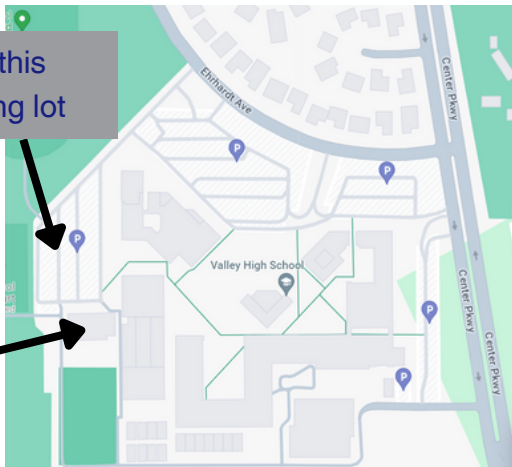 this
ng lot
Ehrhardt Ave
Center Pkwy
P
P
P
Valley High School
Center Pkwy
Center Pkwy
P
P